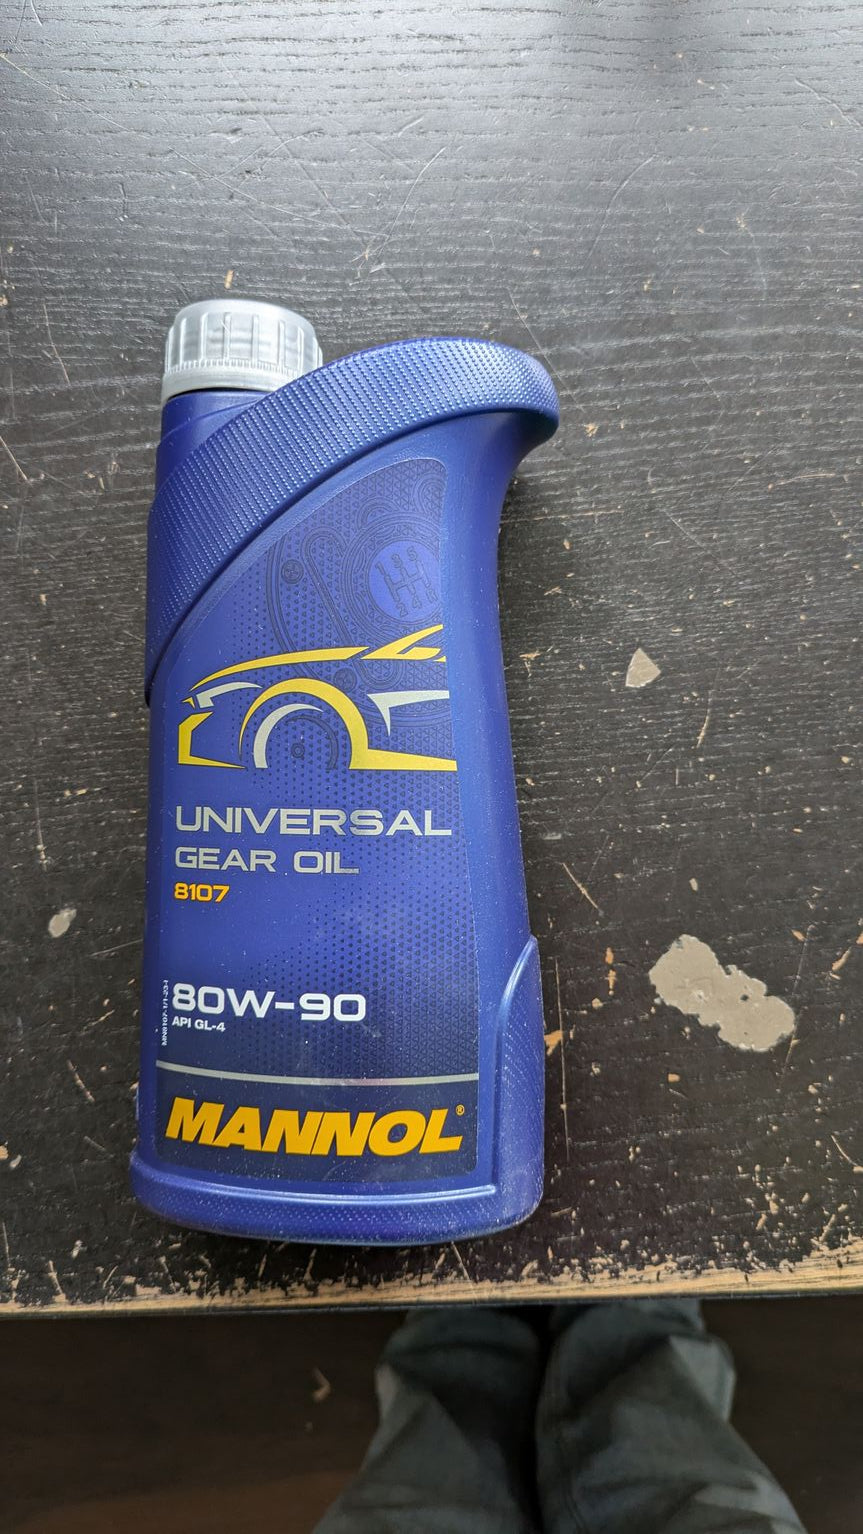 UNIVERSAL
GEAR OIL
8107
80W-90
API GL-4
MANNOL®